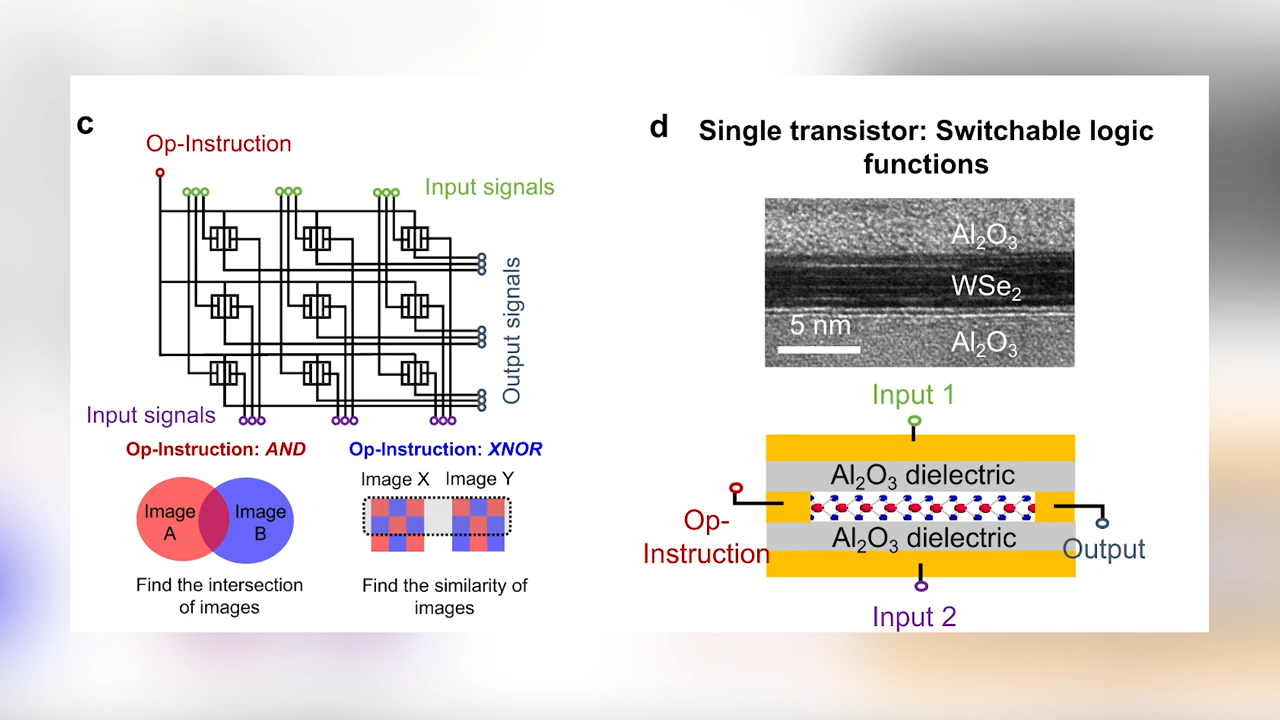 c
Op-Instruction
Input signals
Output signals
Input signals
Op-Instruction: AND
Op-Instruction: XNOR
Image A
Image B
Image X
Image Y
Find the intersection
of images
Find the similarity of
images
d
Single transistor: Switchable logic
functions
Al₂O₃
WSe₂
5 nm
Al₂O₃
Input 1
Al₂O₃ dielectric
Op-
Instruction
Al₂O₃ dielectric
Output
Input 2